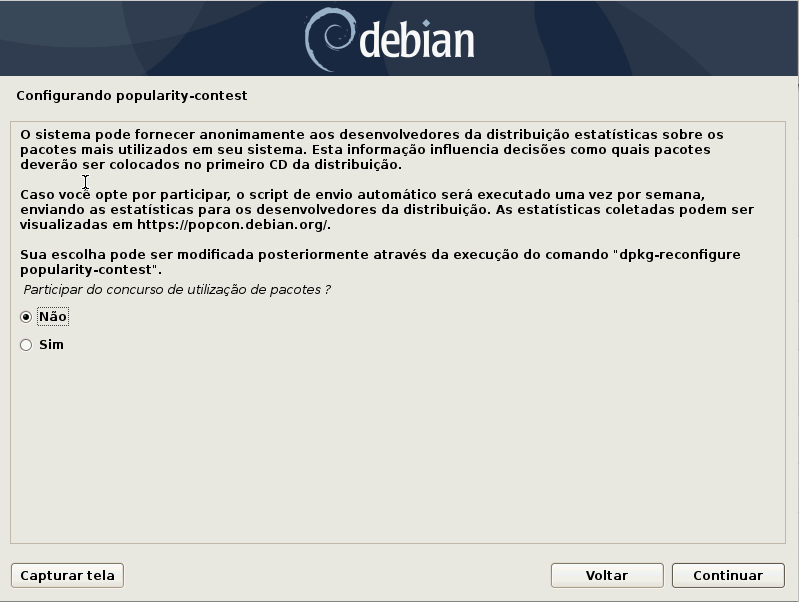 debian
Configurando popularity-contest
O sistema pode fornecer anonimamente aos desenvolvedores da distribuição estatísticas sobre os
pacotes mais utilizados em seu sistema. Esta informação influencia decisões como quais pacotes
deverão ser colocados no primeiro CD da distribuição.
Caso você opte por participar, o script de envio automático será executado uma vez por semana,
enviando as estatísticas para os desenvolvedores da distribuição. As estatísticas coletadas podem ser
visualizadas em https://popcon.debian.org/.
Sua escolha pode ser modificada posteriormente através da execução do comando "dpkg-reconfigure
popularity-contest".
Participar do concurso de utilização de pacotes ?
Não
Sim
Capturar tela
Voltar
Continuar